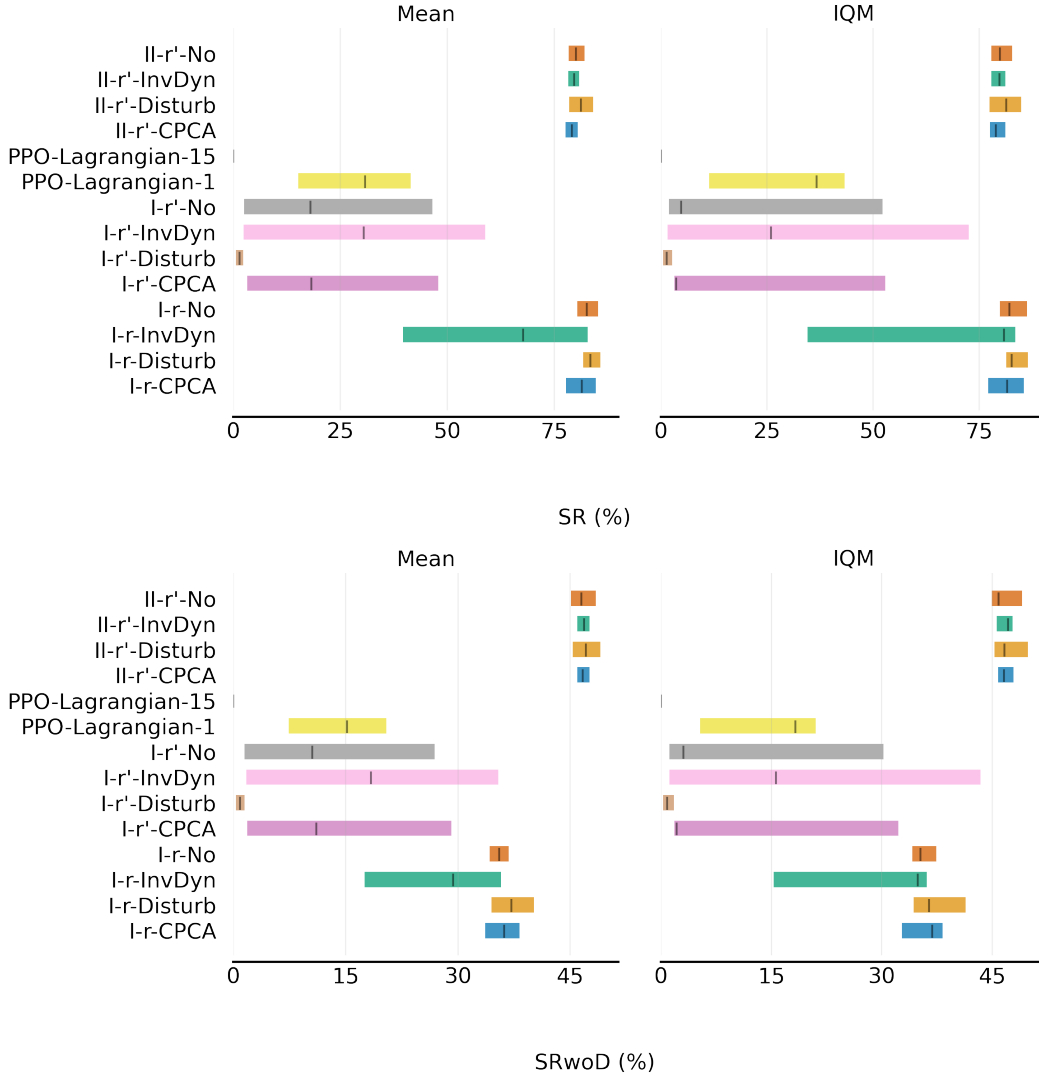 Mean IQM
II-r'-No
II-r'-InvDyn
II-r'-Disturb
II-r'-CPCA
PPO-Lagrangian-15
PPO-Lagrangian-1
I-r'-No
I-r'-InvDyn
I-r'-Disturb
I-r'-CPCA
I-r-No
I-r-InvDyn
I-r-Disturb
I-r-CPCA
0 25 50 75 0 25 50 75
SR (%)
Mean IQM
II-r'-No
II-r'-InvDyn
II-r'-Disturb
II-r'-CPCA
PPO-Lagrangian-15
PPO-Lagrangian-1
I-r'-No
I-r'-InvDyn
I-r'-Disturb
I-r'-CPCA
I-r-No
I-r-InvDyn
I-r-Disturb
I-r-CPCA
0 15 30 45 0 15 30 45
SRwoD (%)